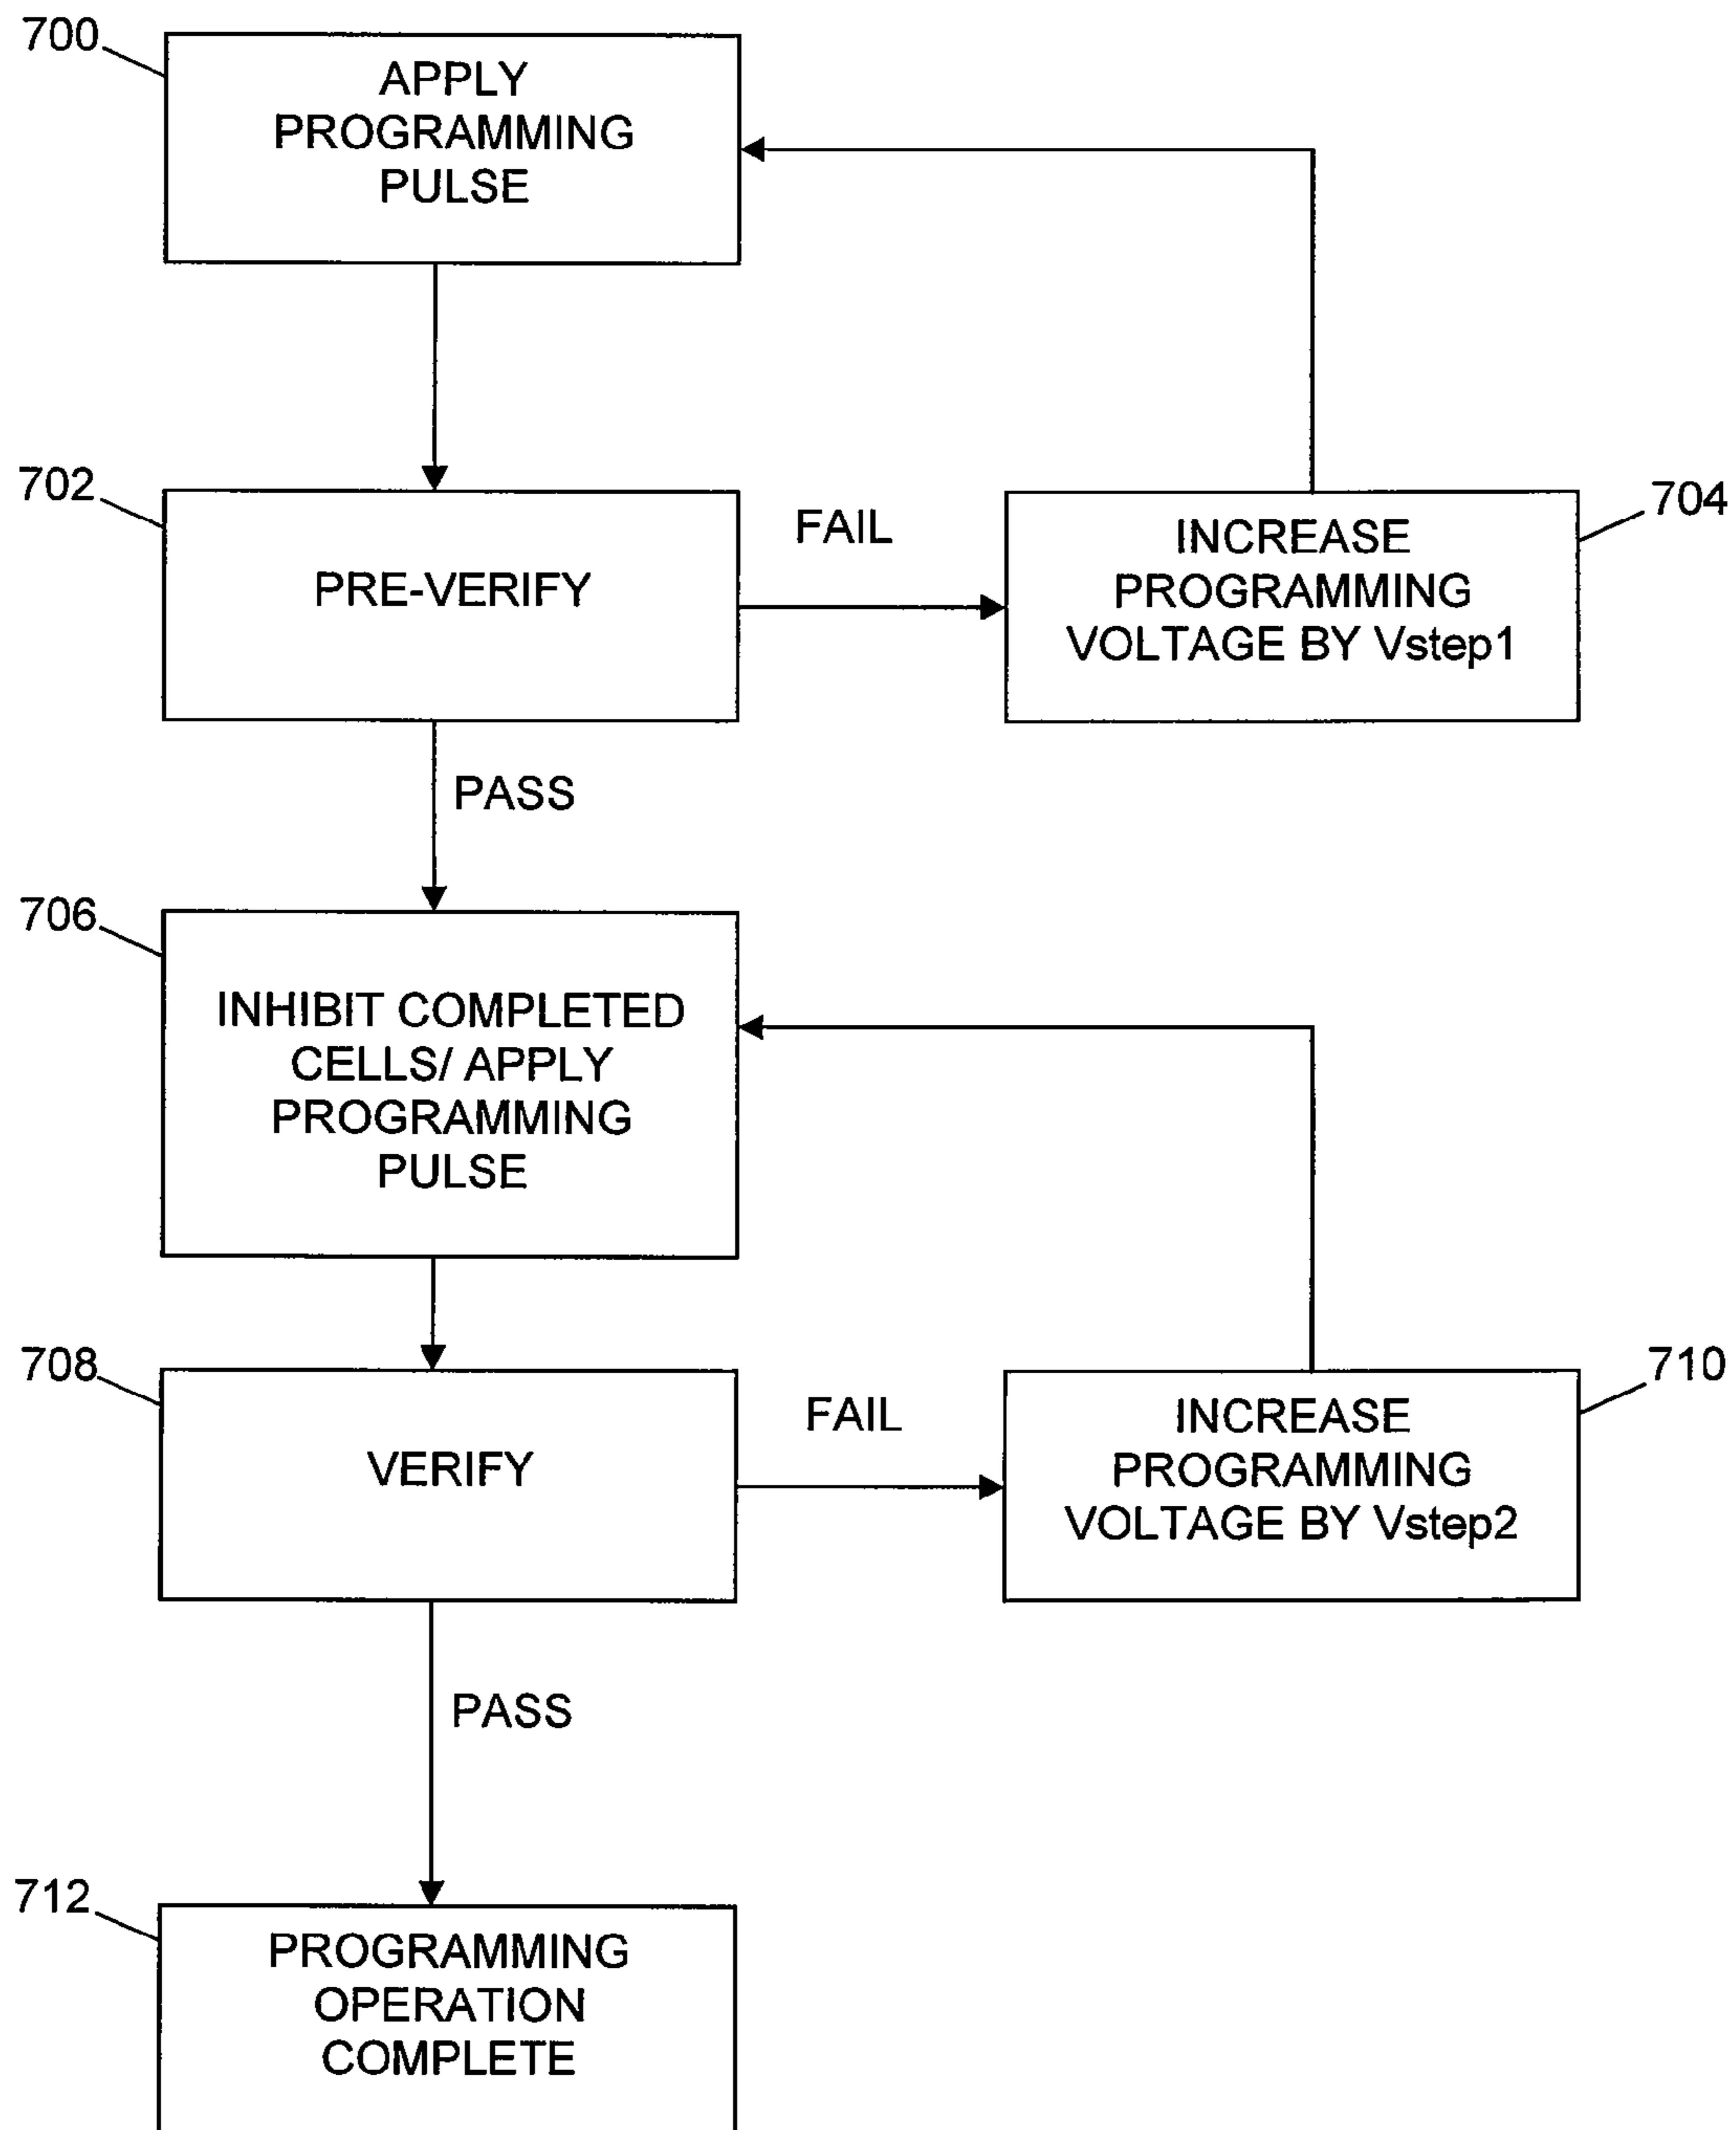 700
APPLY
PROGRAMMING
PULSE
702
PRE-VERIFY
FAIL
INCREASE
PROGRAMMING
VOLTAGE BY Vstep1
704
PASS
706
INHIBIT COMPLETED
CELLS/ APPLY
PROGRAMMING
PULSE
708
VERIFY
FAIL
INCREASE
PROGRAMMING
VOLTAGE BY Vstep2
710
PASS
712
PROGRAMMING
OPERATION
COMPLETE